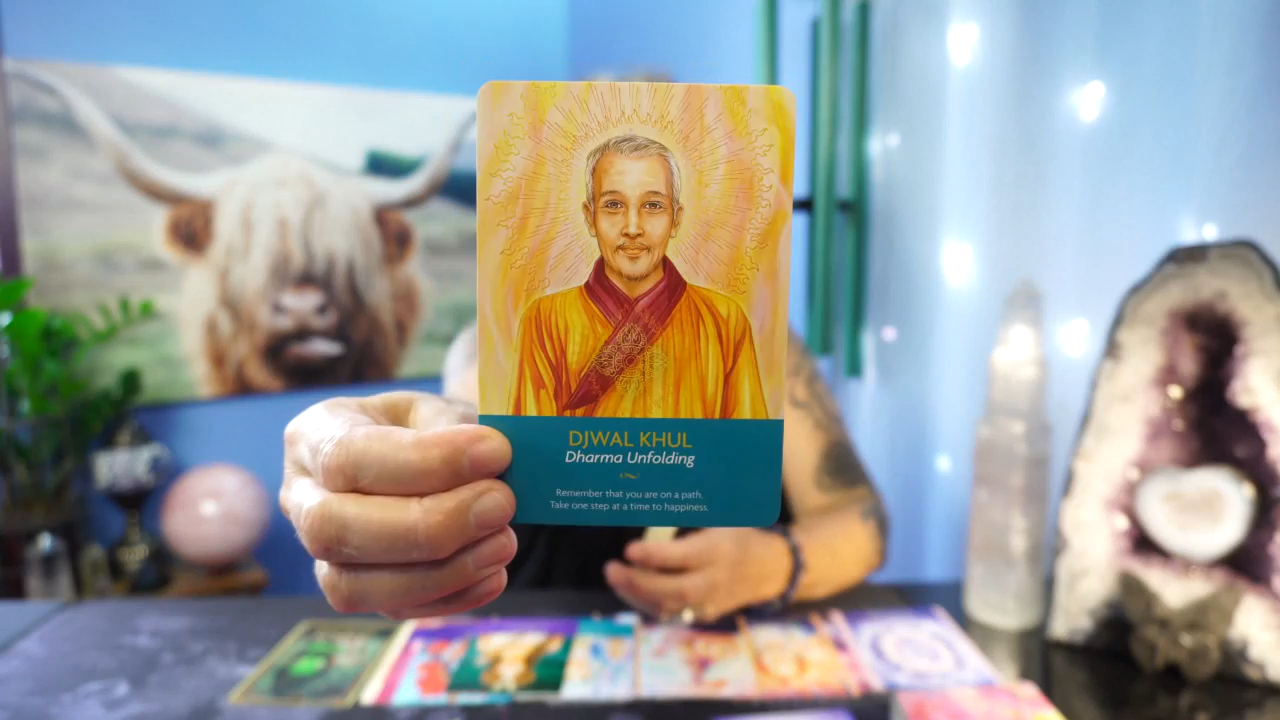 DJWAL KHUL
Dharma Unfolding
Remember that you are on a path.
Take one step at a time to happiness.